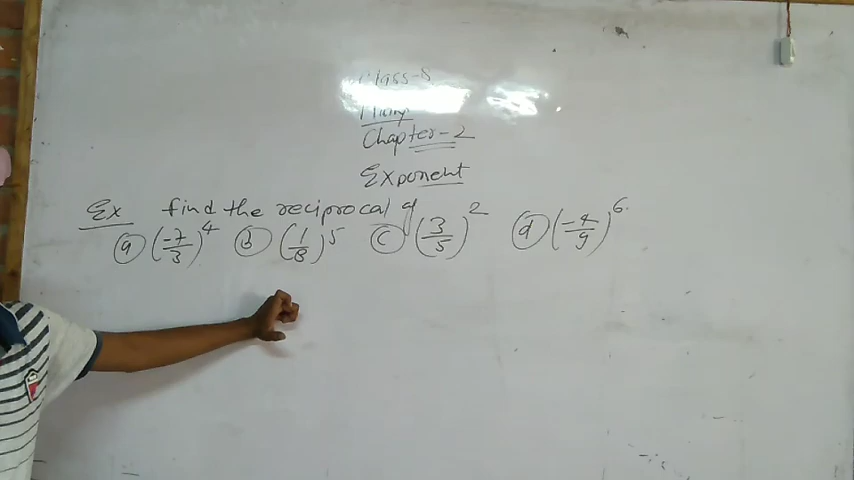 Class-8
Chapter-2
Exponent
Ex find the reciprocal of
(a) (-7/3)^4 (b) (1/8)^5 (c) (3/5)^2 (d) (-4/9)^6